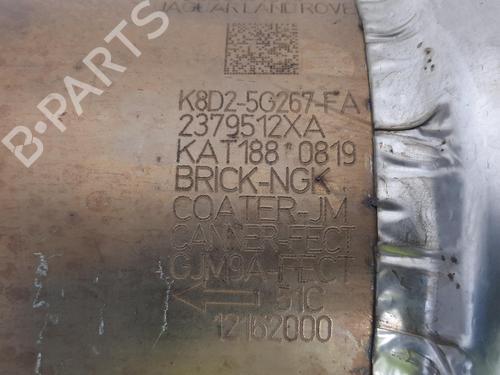 B-PARTS
JAGUAR LAND ROVER
K8D2-5G267-FA
2379512XA
KAT188 0819
BRICK-NGK
COATER-JM
CANNER-FECT
GJM9A-FECT
51C
12162000